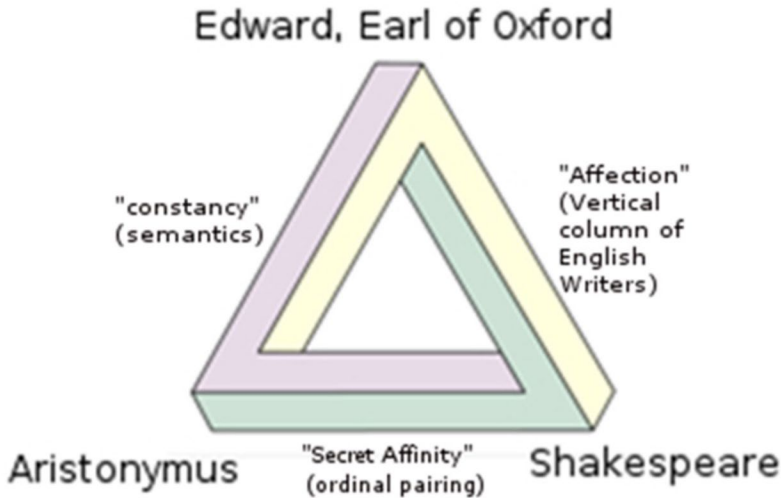 Edward, Earl of Oxford
"constancy"
(semantics)
"Affection"
(Vertical
column of
English
Writers)
Aristonymus
"Secret Affinity"
(ordinal pairing)
Shakespeare